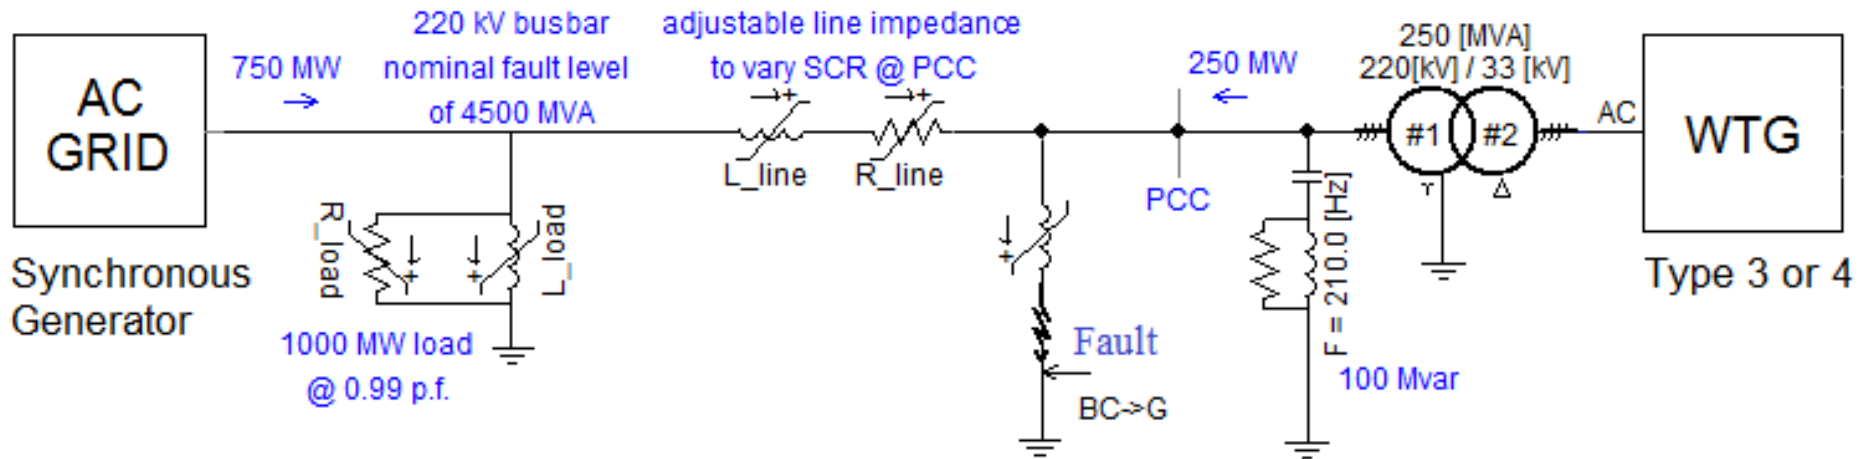 AC
GRID
Synchronous
Generator
750 MW
220 kV busbar
nominal fault level
of 4500 MVA
R_load
L_load
1000 MW load
@ 0.99 p.f.
adjustable line impedance
to vary SCR @ PCC
+
+
L_line
R_line
+
+
+
Fault
BC->G
PCC
250 MW
F = 210.0 [Hz]
100 Mvar
250 [MVA]
220[kV] / 33 [kV]
#1
#2
AC
WTG
Type 3 or 4